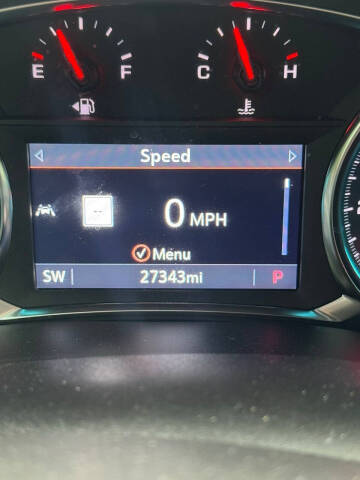 E F C H
Speed
0 MPH
Menu
SW 27343mi P